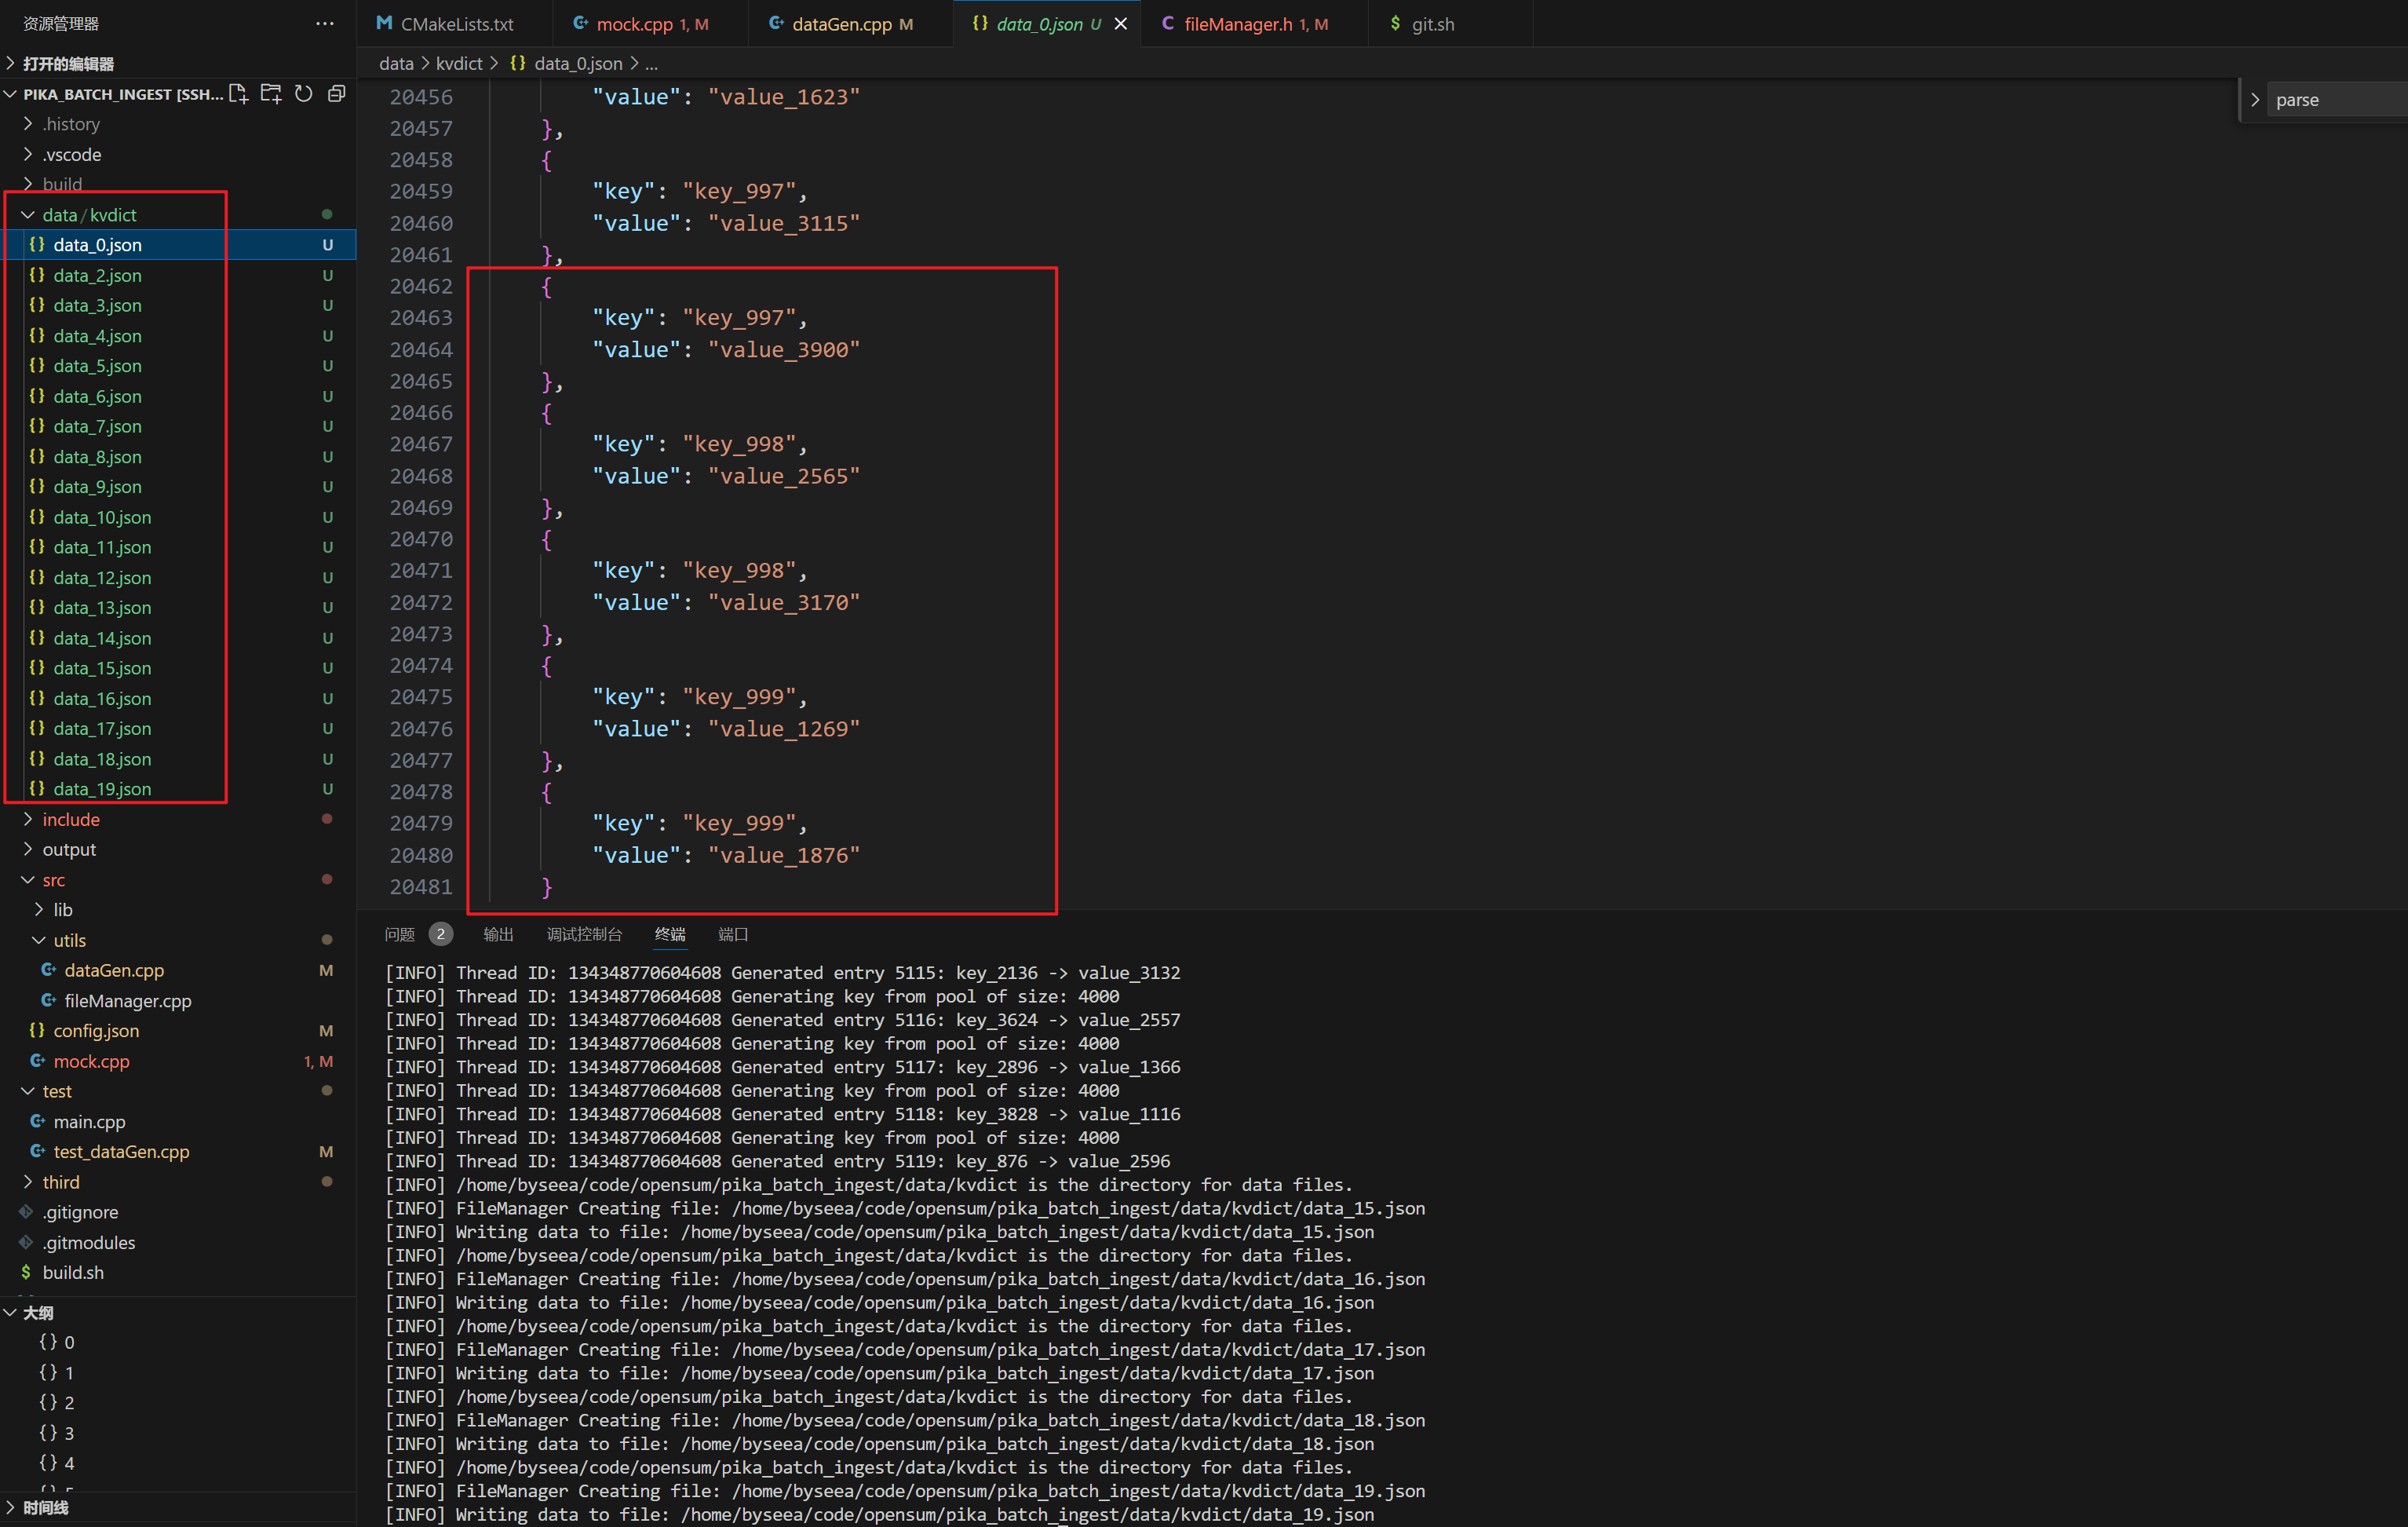 资源管理器
打开的编辑器
PIKA_BATCH_INGEST [SSH...
.history
.vscode
build
data / kvdict
{} data_0.json U
{} data_2.json U
{} data_3.json U
{} data_4.json U
{} data_5.json U
{} data_6.json U
{} data_7.json U
{} data_8.json U
{} data_9.json U
{} data_10.json U
{} data_11.json U
{} data_12.json U
{} data_13.json U
{} data_14.json U
{} data_15.json U
{} data_16.json U
{} data_17.json U
{} data_18.json U
{} data_19.json U
include
output
src
lib
utils
dataGen.cpp M
fileManager.cpp
{} config.json M
mock.cpp 1, M
test
main.cpp
test_dataGen.cpp M
third
.gitignore
.gitmodules
$ build.sh
大纲
{} 0
{} 1
{} 2
{} 3
{} 4
时间线
M CMakeLists.txt
mock.cpp 1, M
dataGen.cpp M
{} data_0.json U
C fileManager.h 1, M
$ git.sh
data > kvdict > {} data_0.json > ...
parse
20456 "value": "value_1623"
20457 },
20458 {
20459 "key": "key_997",
20460 "value": "value_3115"
20461 },
20462 {
20463 "key": "key_997",
20464 "value": "value_3900"
20465 },
20466 {
20467 "key": "key_998",
20468 "value": "value_2565"
20469 },
20470 {
20471 "key": "key_998",
20472 "value": "value_3170"
20473 },
20474 {
20475 "key": "key_999",
20476 "value": "value_1269"
20477 },
20478 {
20479 "key": "key_999",
20480 "value": "value_1876"
20481 }
问题 2 输出 调试控制台 终端 端口
[INFO] Thread ID: 134348770604608 Generated entry 5115: key_2136 -> value_3132
[INFO] Thread ID: 134348770604608 Generating key from pool of size: 4000
[INFO] Thread ID: 134348770604608 Generated entry 5116: key_3624 -> value_2557
[INFO] Thread ID: 134348770604608 Generating key from pool of size: 4000
[INFO] Thread ID: 134348770604608 Generated entry 5117: key_2896 -> value_1366
[INFO] Thread ID: 134348770604608 Generating key from pool of size: 4000
[INFO] Thread ID: 134348770604608 Generated entry 5118: key_3828 -> value_1116
[INFO] Thread ID: 134348770604608 Generating key from pool of size: 4000
[INFO] Thread ID: 134348770604608 Generated entry 5119: key_876 -> value_2596
[INFO] /home/byseea/code/opensum/pika_batch_ingest/data/kvdict is the directory for data files.
[INFO] FileManager Creating file: /home/byseea/code/opensum/pika_batch_ingest/data/kvdict/data_15.json
[INFO] Writing data to file: /home/byseea/code/opensum/pika_batch_ingest/data/kvdict/data_15.json
[INFO] /home/byseea/code/opensum/pika_batch_ingest/data/kvdict is the directory for data files.
[INFO] FileManager Creating file: /home/byseea/code/opensum/pika_batch_ingest/data/kvdict/data_16.json
[INFO] Writing data to file: /home/byseea/code/opensum/pika_batch_ingest/data/kvdict/data_16.json
[INFO] /home/byseea/code/opensum/pika_batch_ingest/data/kvdict is the directory for data files.
[INFO] FileManager Creating file: /home/byseea/code/opensum/pika_batch_ingest/data/kvdict/data_17.json
[INFO] Writing data to file: /home/byseea/code/opensum/pika_batch_ingest/data/kvdict/data_17.json
[INFO] /home/byseea/code/opensum/pika_batch_ingest/data/kvdict is the directory for data files.
[INFO] FileManager Creating file: /home/byseea/code/opensum/pika_batch_ingest/data/kvdict/data_18.json
[INFO] Writing data to file: /home/byseea/code/opensum/pika_batch_ingest/data/kvdict/data_18.json
[INFO] /home/byseea/code/opensum/pika_batch_ingest/data/kvdict is the directory for data files.
[INFO] FileManager Creating file: /home/byseea/code/opensum/pika_batch_ingest/data/kvdict/data_19.json
[INFO] Writing data to file: /home/byseea/code/opensum/pika_batch_ingest/data/kvdict/data_19.json